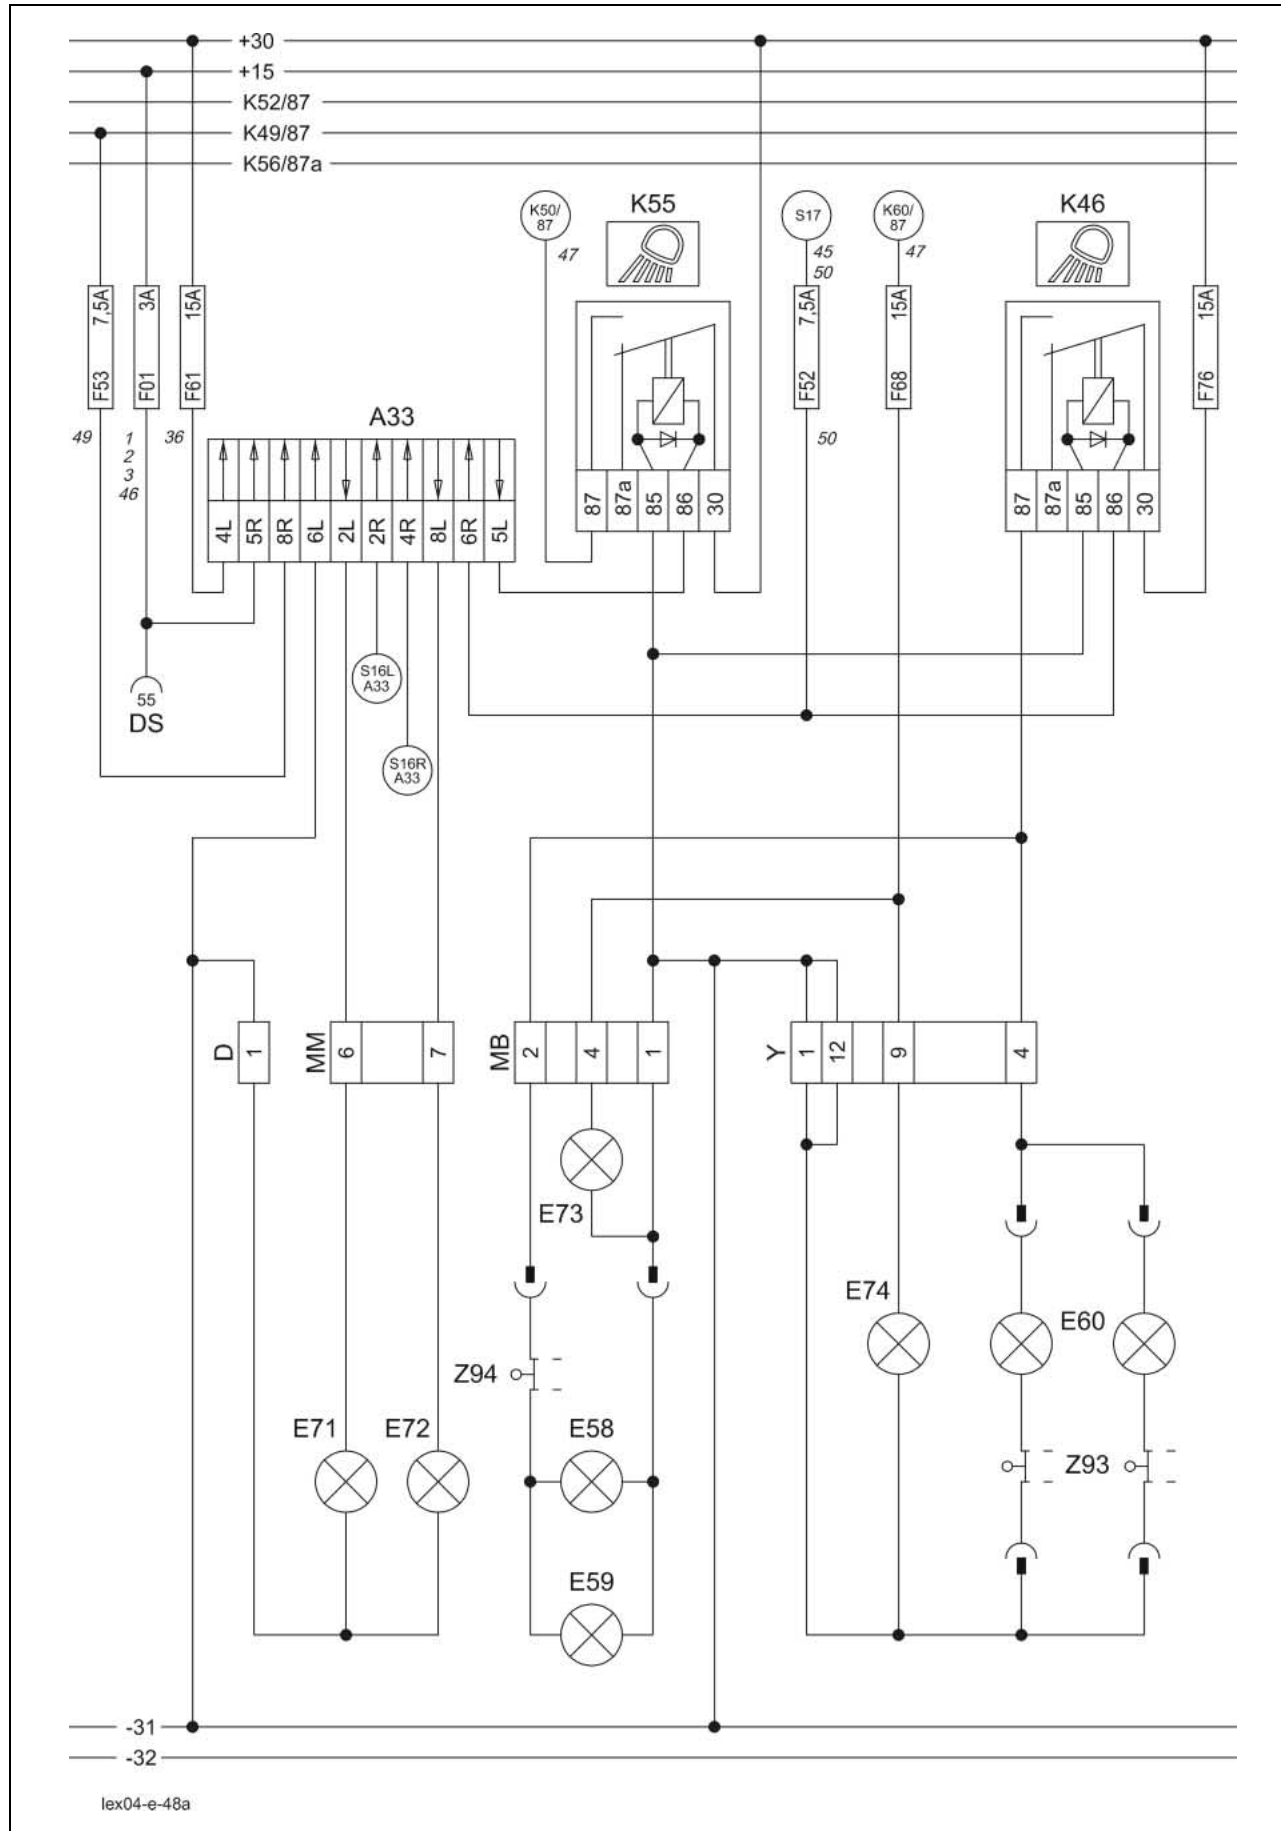 +30
+15
K52/87
K49/87
K56/87a
K50/
87
47
K55
S17
45
50
K60/
87
47
K46
7,5A
F53
3A
F01
15A
F61
7,5A
F52
15A
F68
15A
F76
49
1
2
3
46
36
50
A33
4L
5R
8R
6L
2L
2R
4R
8L
6R
5L
87
87a
85
86
30
87
87a
85
86
30
55
DS
S16L
A33
S16R
A33
D
1
MM
6
7
MB
2
4
1
Y
1
12
9
4
E73
E74
E60
Z94
E71
E72
E58
Z93
E59
-31
-32
lex04-e-48a